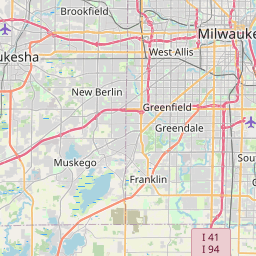 Brookfield
Milwauke
West Allis
ukesha
New Berlin
Greenfield
Greendale
Muskego
Sou
Franklin
I 41
I 94